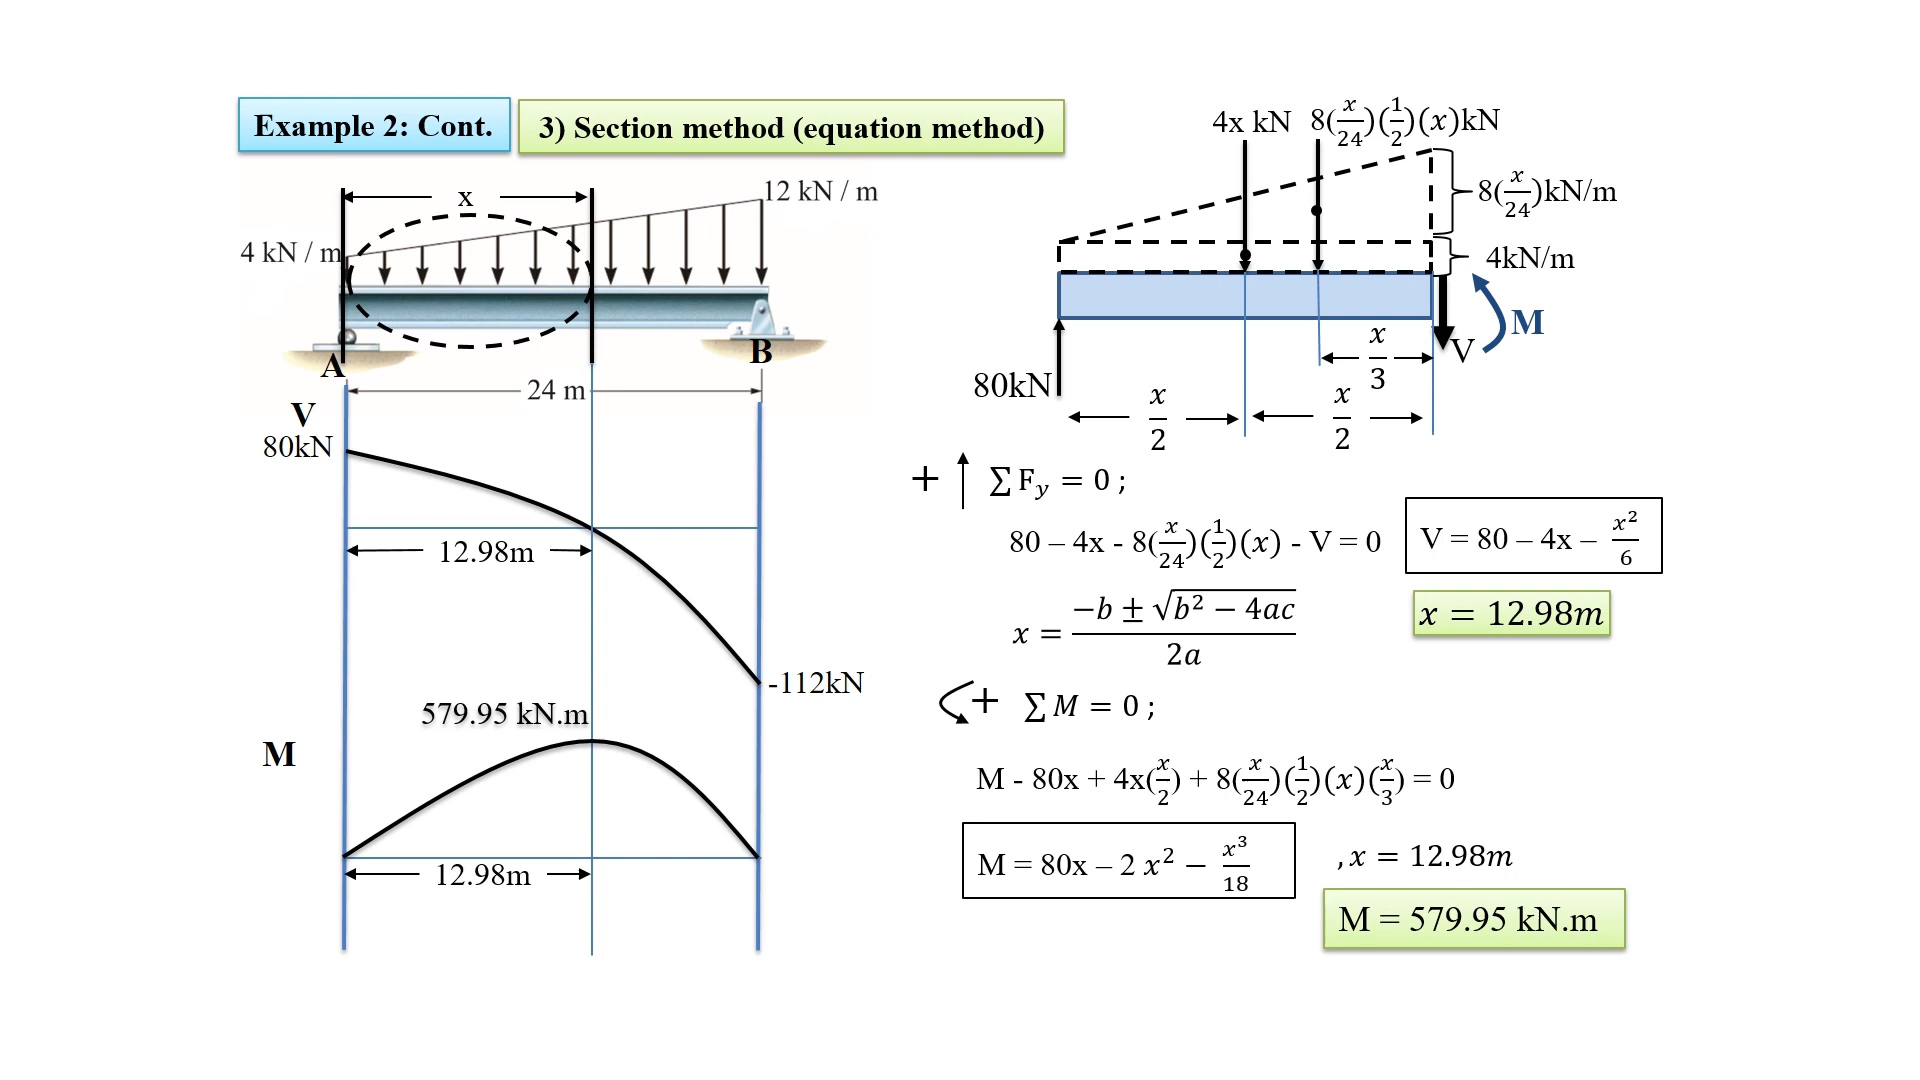 Example 2: Cont.
3) Section method (equation method)
x
12 kN / m
4 kN / m
A
B
24 m
V
80kN
12.98m
-112kN
579.95 kN.m
M
12.98m
4x kN
8(x/24)(1/2)(x)kN
8(x/24)kN/m
4kN/m
M
V
80kN
x/3
x/2
x/2
+ ↑ ∑ F_y = 0 ;
80 – 4x - 8(x/24)(1/2)(x) - V = 0
V = 80 – 4x – x²/6
x = (−b ± √(b² − 4ac))/2a
x = 12.98m
+ ∑ M = 0 ;
M - 80x + 4x(x/2) + 8(x/24)(1/2)(x)(x/3) = 0
M = 80x – 2 x² − x³/18
, x = 12.98m
M = 579.95 kN.m